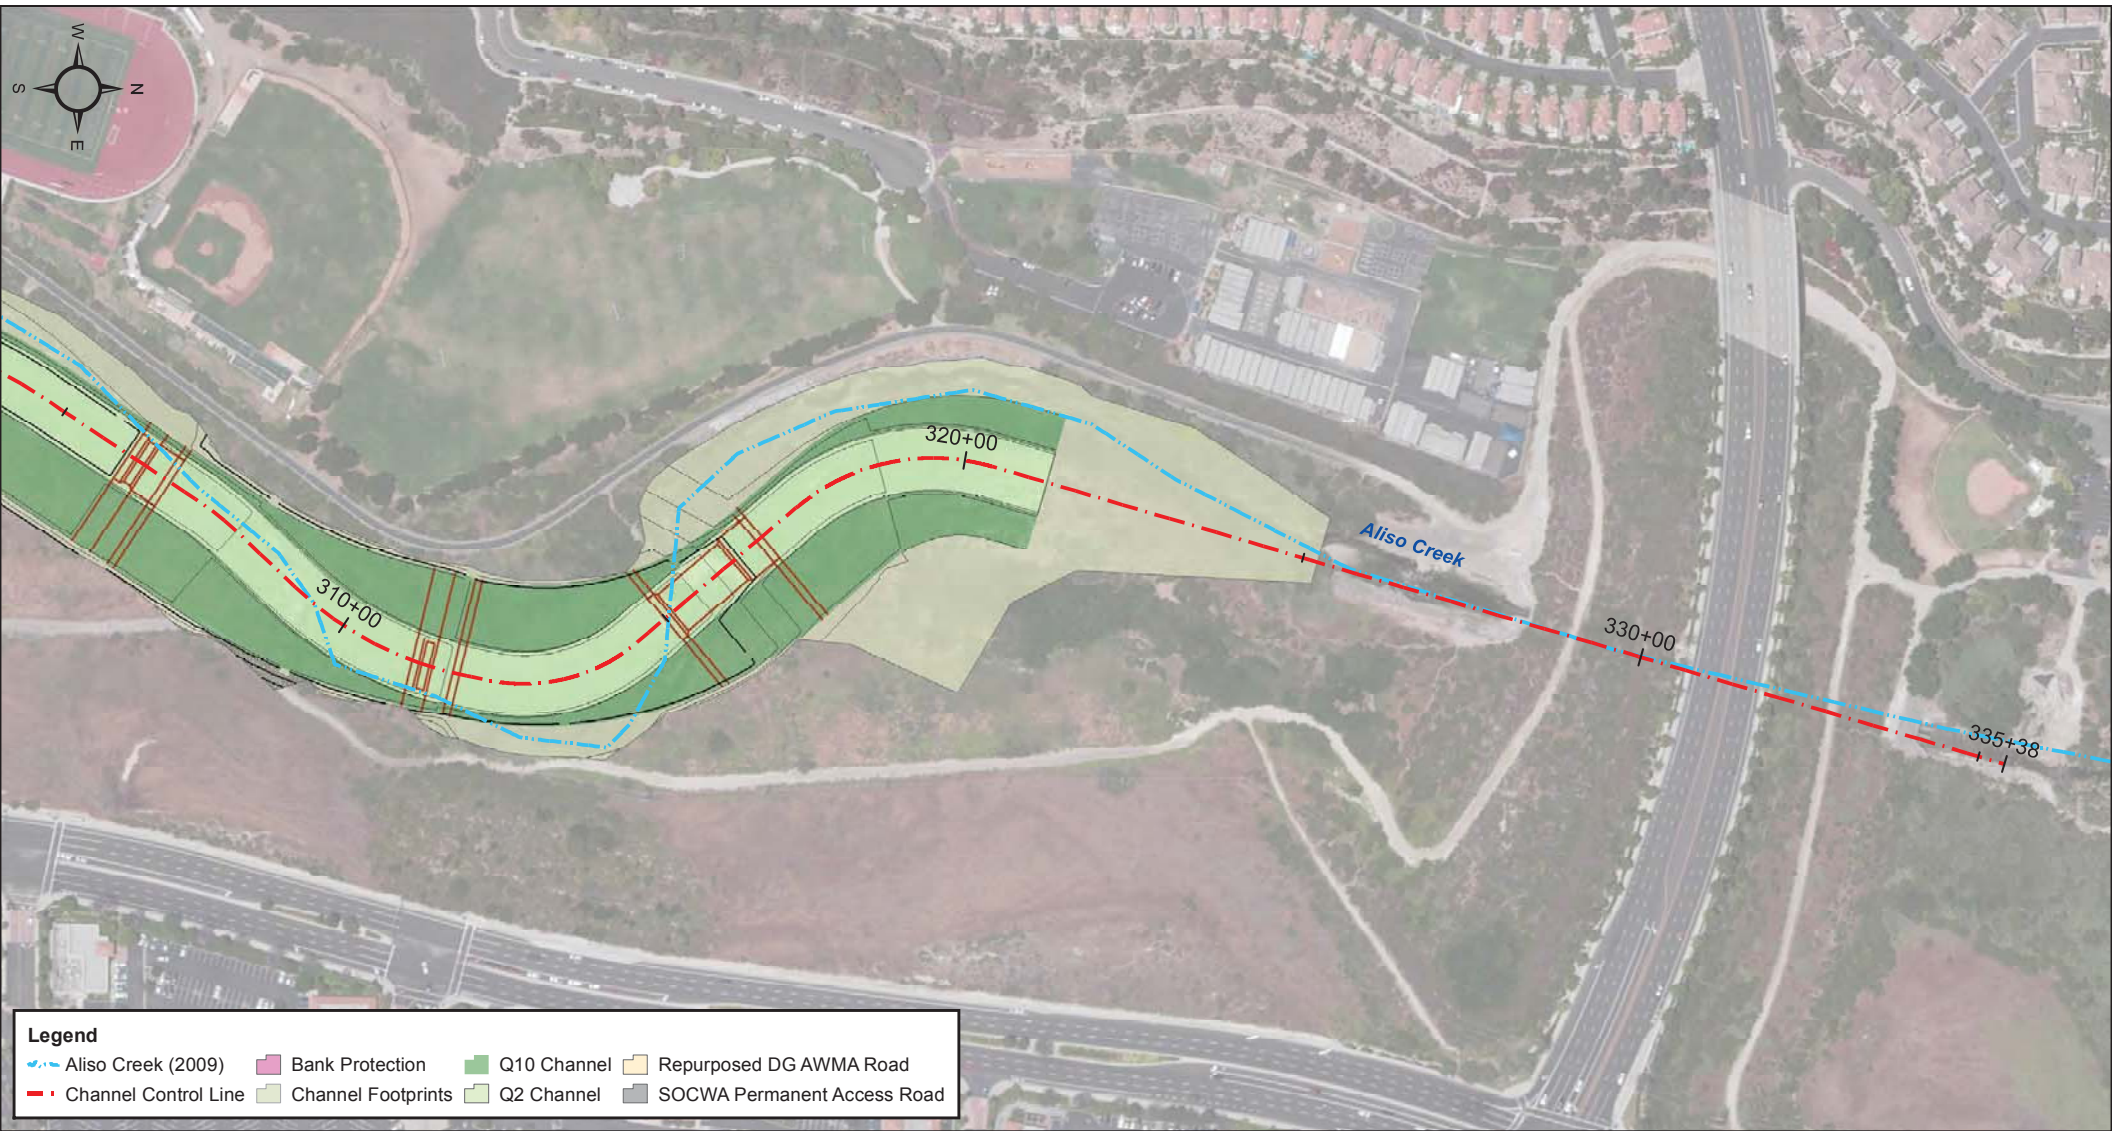 W
S
N
E
320+00
Aliso Creek
310+00
330+00
335+38
Legend
Aliso Creek (2009)
Bank Protection
Q10 Channel
Repurposed DG AWMA Road
Channel Control Line
Channel Footprints
Q2 Channel
SOCWA Permanent Access Road